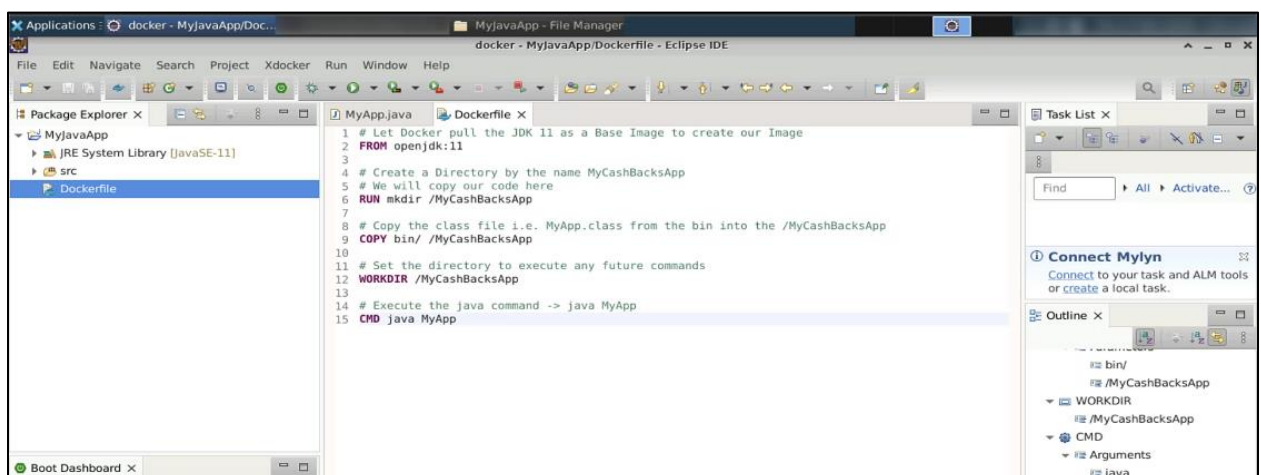 Applications : docker - MyJavaApp/Doc...
MyJavaApp - File Manager
docker - MyJavaApp/Dockerfile - Eclipse IDE
File Edit Navigate Search Project Xdocker Run Window Help
Package Explorer
MyJavaApp
JRE System Library [JavaSE-11]
src
Dockerfile
Boot Dashboard
MyApp.java Dockerfile
1 # Let Docker pull the JDK 11 as a Base Image to create our Image
2 FROM openjdk:11
3
4 # Create a Directory by the name MyCashBacksApp
5 # We will copy our code here
6 RUN mkdir /MyCashBacksApp
7
8 # Copy the class file i.e. MyApp.class from the bin into the /MyCashBacksApp
9 COPY bin/ /MyCashBacksApp
10
11 # Set the directory to execute any future commands
12 WORKDIR /MyCashBacksApp
13
14 # Execute the java command -> java MyApp
15 CMD java MyApp
Task List
Find All Activate...
Connect Mylyn
Connect to your task and ALM tools
or create a local task.
Outline
bin/
/MyCashBacksApp
WORKDIR
/MyCashBacksApp
CMD
Arguments
java